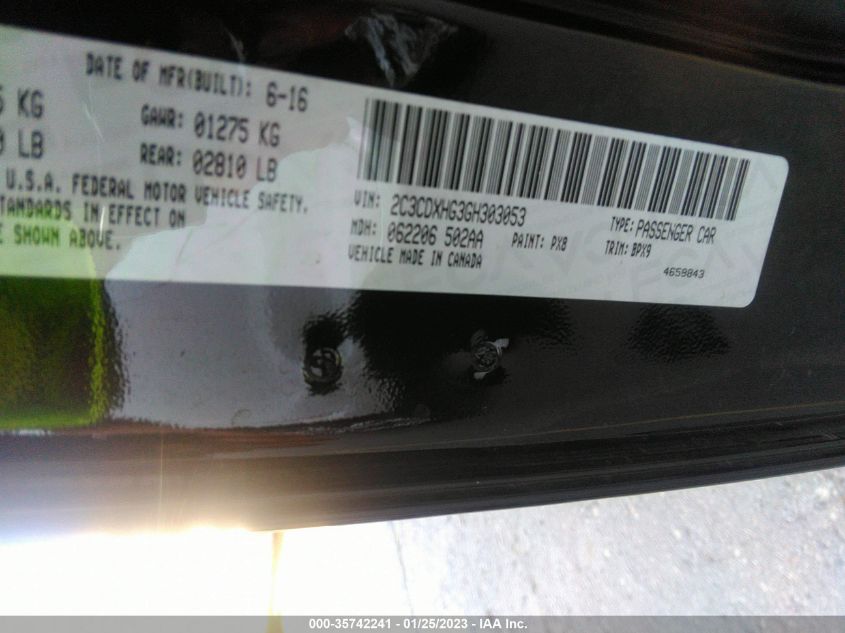 DATE OF MFR(BUILT): 6-16
KG GAWR: 01275 KG
LB REAR: 02810 LB
U.S.A. FEDERAL MOTOR VEHICLE SAFETY.
TANDARDS IN EFFECT ON
SHOWN ABOVE.
VIN: 2C3CDXHG3GH303053 TYPE: PASSENGER CAR
MDH: 062206 502AA PAINT: PX8 TRIM: BPX9
VEHICLE MADE IN CANADA 4659843
000-35742241 - 01/25/2023 - IAA Inc.